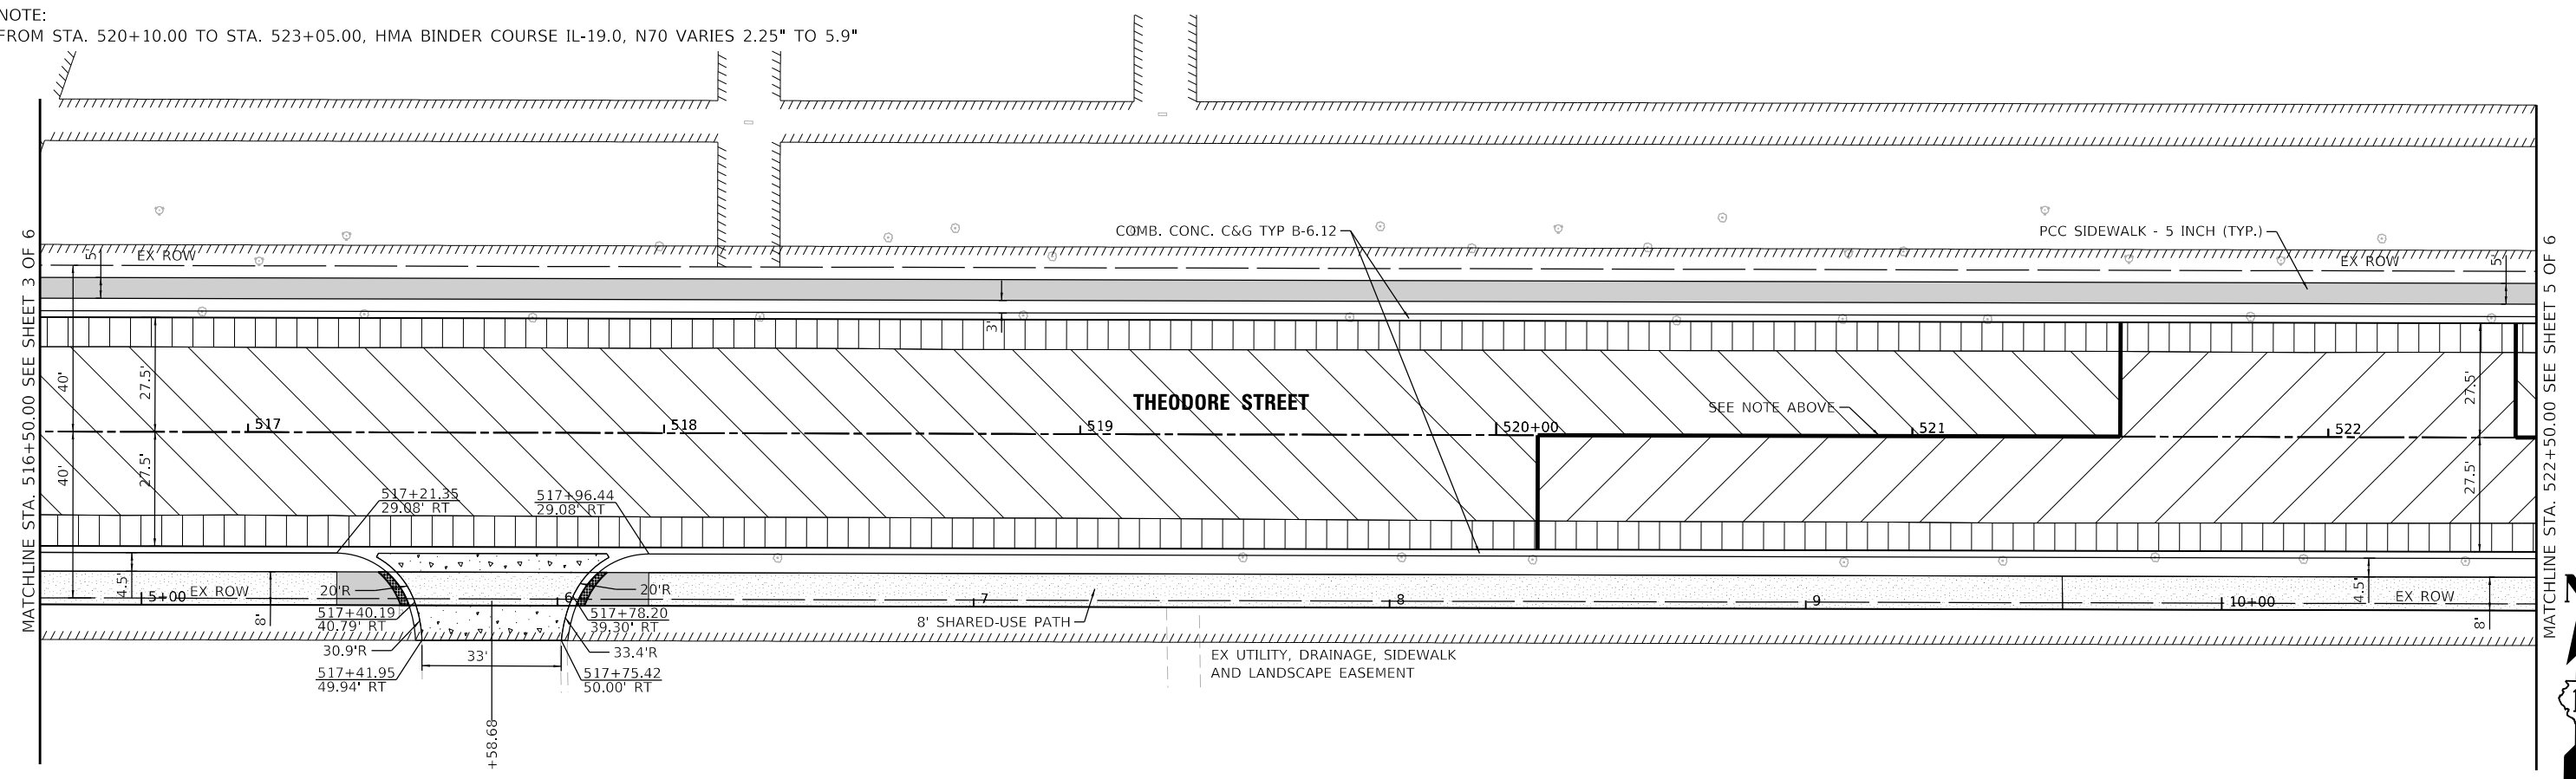 NOTE:
FROM STA. 520+10.00 TO STA. 523+05.00, HMA BINDER COURSE IL-19.0, N70 VARIES 2.25" TO 5.9"
MATCHLINE STA. 516+50.00 SEE SHEET 3 OF 6
COMB. CONC. C&G TYP B-6.12
PCC SIDEWALK - 5 INCH (TYP.)
5'
EX ROW
EX ROW
5'
3'
40'
27.5'
27.5'
THEODORE STREET
SEE NOTE ABOVE
517
518
519
520+00
521
522
40'
27.5'
27.5'
517+21.35
29.08' RT
517+96.44
29.08' RT
4.5'
5+00
EX ROW
20'R
20'R
6
7
8
9
10+00
4.5'
EX ROW
8'
517+40.19
40.79' RT
517+78.20
39.30' RT
8' SHARED-USE PATH
8'
30.9'R
33'
33.4'R
517+41.95
49.94' RT
517+75.42
50.00' RT
EX UTILITY, DRAINAGE, SIDEWALK
AND LANDSCAPE EASEMENT
+58.68
MATCHLINE STA. 522+50.00 SEE SHEET 5 OF 6